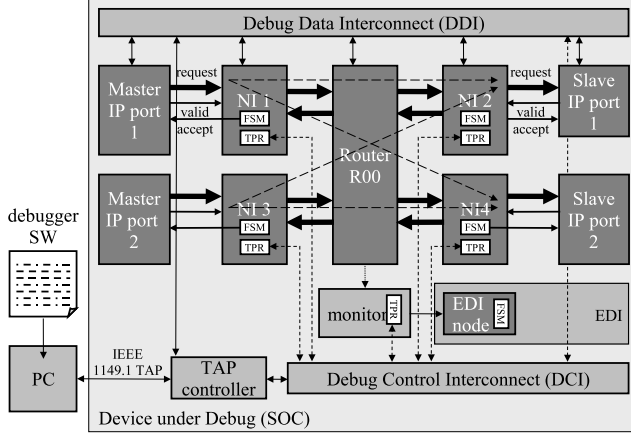 Debug Data Interconnect (DDI)
Master
IP port
1
request
valid
accept
NI 1
FSM
TPR
Router
R00
NI 2
FSM
TPR
request
valid
accept
Slave
IP port
1
Master
IP port
2
NI 3
FSM
TPR
NI4
FSM
TPR
Slave
IP port
2
debugger
SW
monitor
TPR
EDI
node
FSM
EDI
PC
IEEE
1149.1 TAP
TAP
controller
Debug Control Interconnect (DCI)
Device under Debug (SOC)